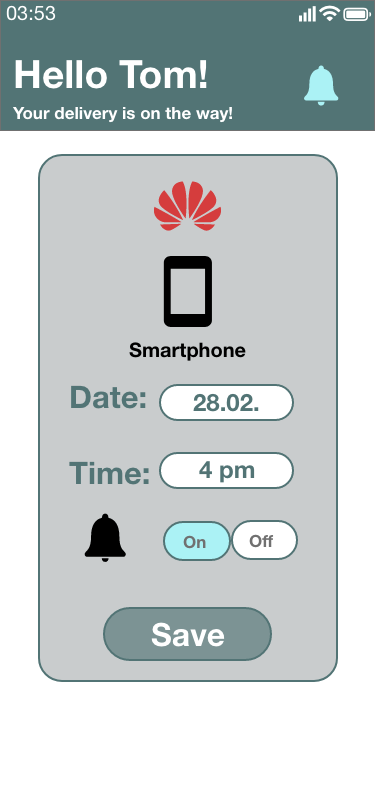 03:53
Hello Tom!
Your delivery is on the way!
Smartphone
Date: 28.02.
Time: 4 pm
On Off
Save